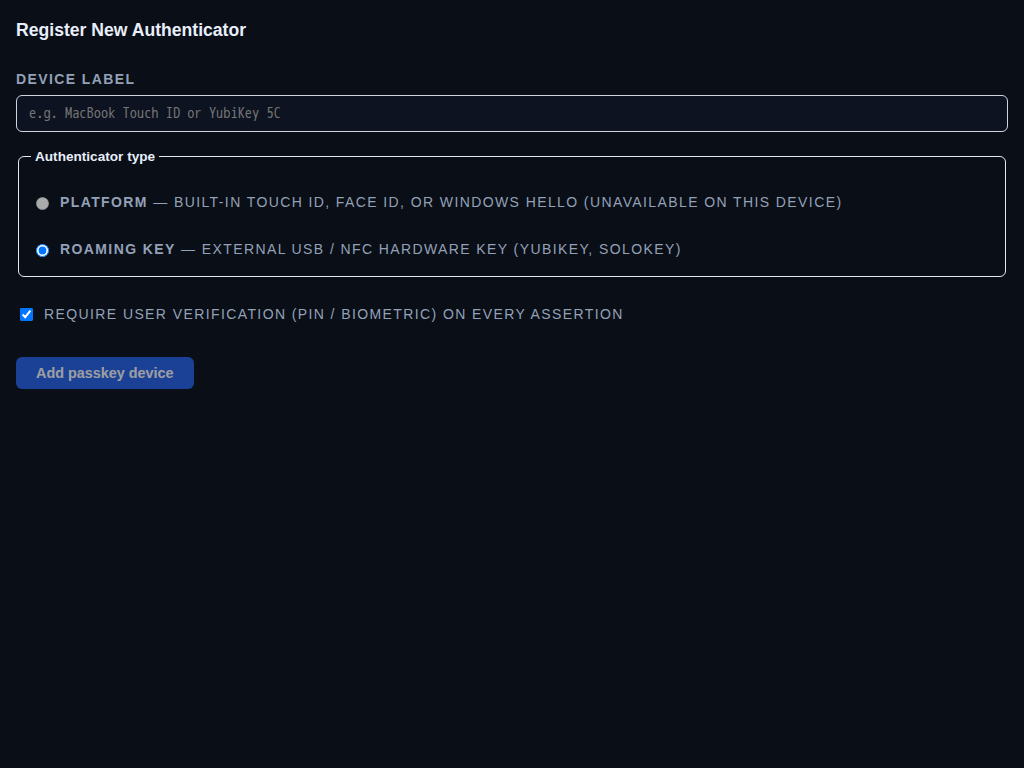 Register New Authenticator
DEVICE LABEL
e.g. MacBook Touch ID or YubiKey 5C
Authenticator type
PLATFORM — BUILT-IN TOUCH ID, FACE ID, OR WINDOWS HELLO (UNAVAILABLE ON THIS DEVICE)
ROAMING KEY — EXTERNAL USB / NFC HARDWARE KEY (YUBIKEY, SOLOKEY)
REQUIRE USER VERIFICATION (PIN / BIOMETRIC) ON EVERY ASSERTION
Add passkey device